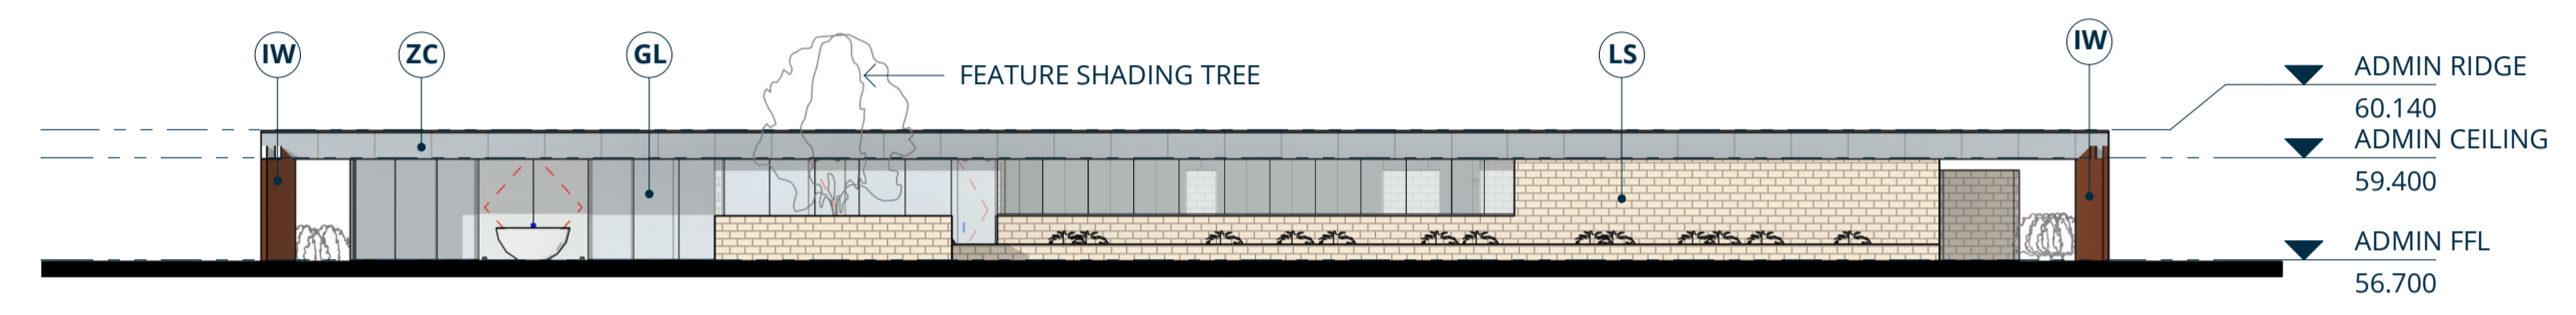 IW
ZC
GL
FEATURE SHADING TREE
LS
IW
ADMIN RIDGE
60.140
ADMIN CEILING
59.400
ADMIN FFL
56.700